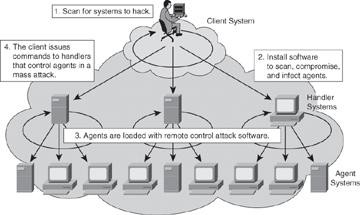 1. Scan for systems to hack.
Client System
4. The client issues
commands to handlers
that control agents in a
mass attack.
2. Install software
to scan, compromise,
and infect agents.
Handler
Systems
3. Agents are loaded with remote control attack software.
Agent
Systems